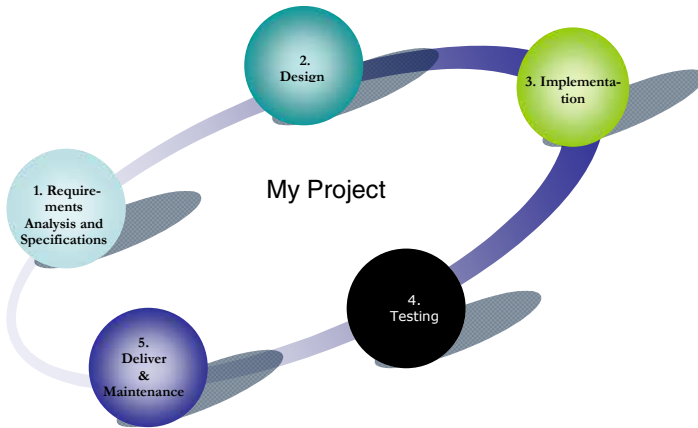 1. Require-
ments
Analysis and
Specifications
2.
Design
3. Implementa-
tion
My Project
4.
Testing
5.
Deliver
&
Maintenance